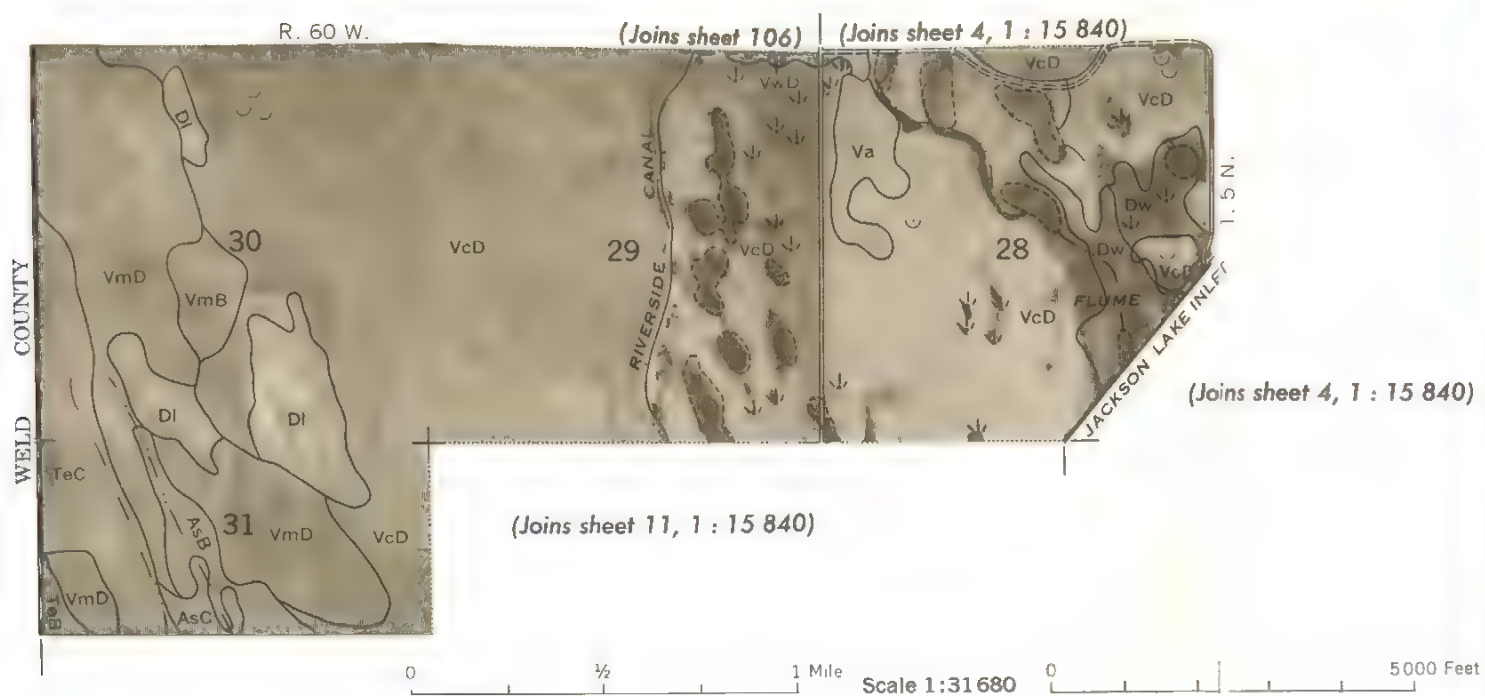 R. 60 W.
(Joins sheet 106)
(Joins sheet 4, 1 : 15 840)
VcD
VwD
VcD
DI
CANAL
Va
T. 5 N.
Dw
30
VcD
29
VcD
28
Dw
VmD
VmB
VcD
FLUME
VcD
WELD COUNTY
RIVERSIDE
JACKSON LAKE INLET
(Joins sheet 4, 1 : 15 840)
DI
DI
TeC
31
AsB
VmD
VcD
(Joins sheet 11, 1 : 15 840)
VmD
TeB
AsC
0 ½ 1 Mile
Scale 1:31680
0 5000 Feet